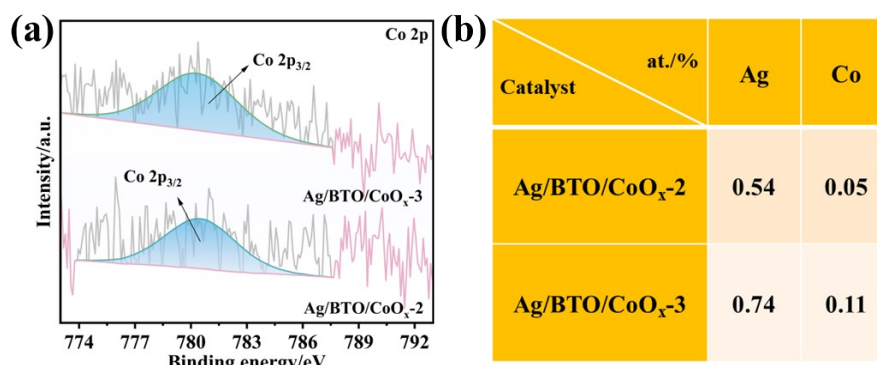 (a)
Co 2p
Co 2p3/2
Ag/BTO/CoOx-3
Co 2p3/2
Ag/BTO/CoOx-2
Intensity/a.u.
774 777 780 783 786 789 792
Binding energy/eV
(b)
at./%
Catalyst
Ag
Co
Ag/BTO/CoOx-2
0.54
0.05
Ag/BTO/CoOx-3
0.74
0.11